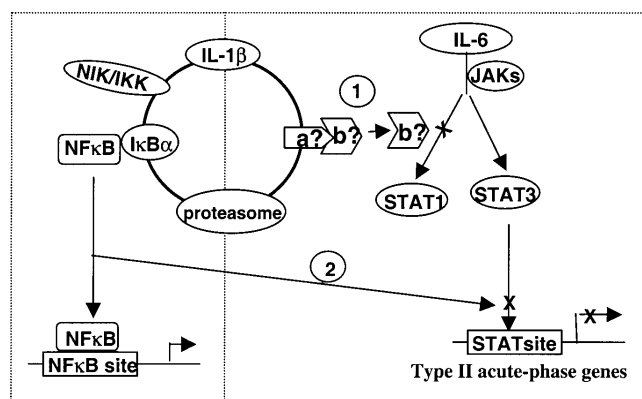 IL-6
JAKs
IL-1β
NIK/IKK
1
a?
b?
b?
X
NFκB
IκBα
STAT1
STAT3
proteasome
2
X
X
NFκB
NFκB site
STATsite
Type II acute-phase genes